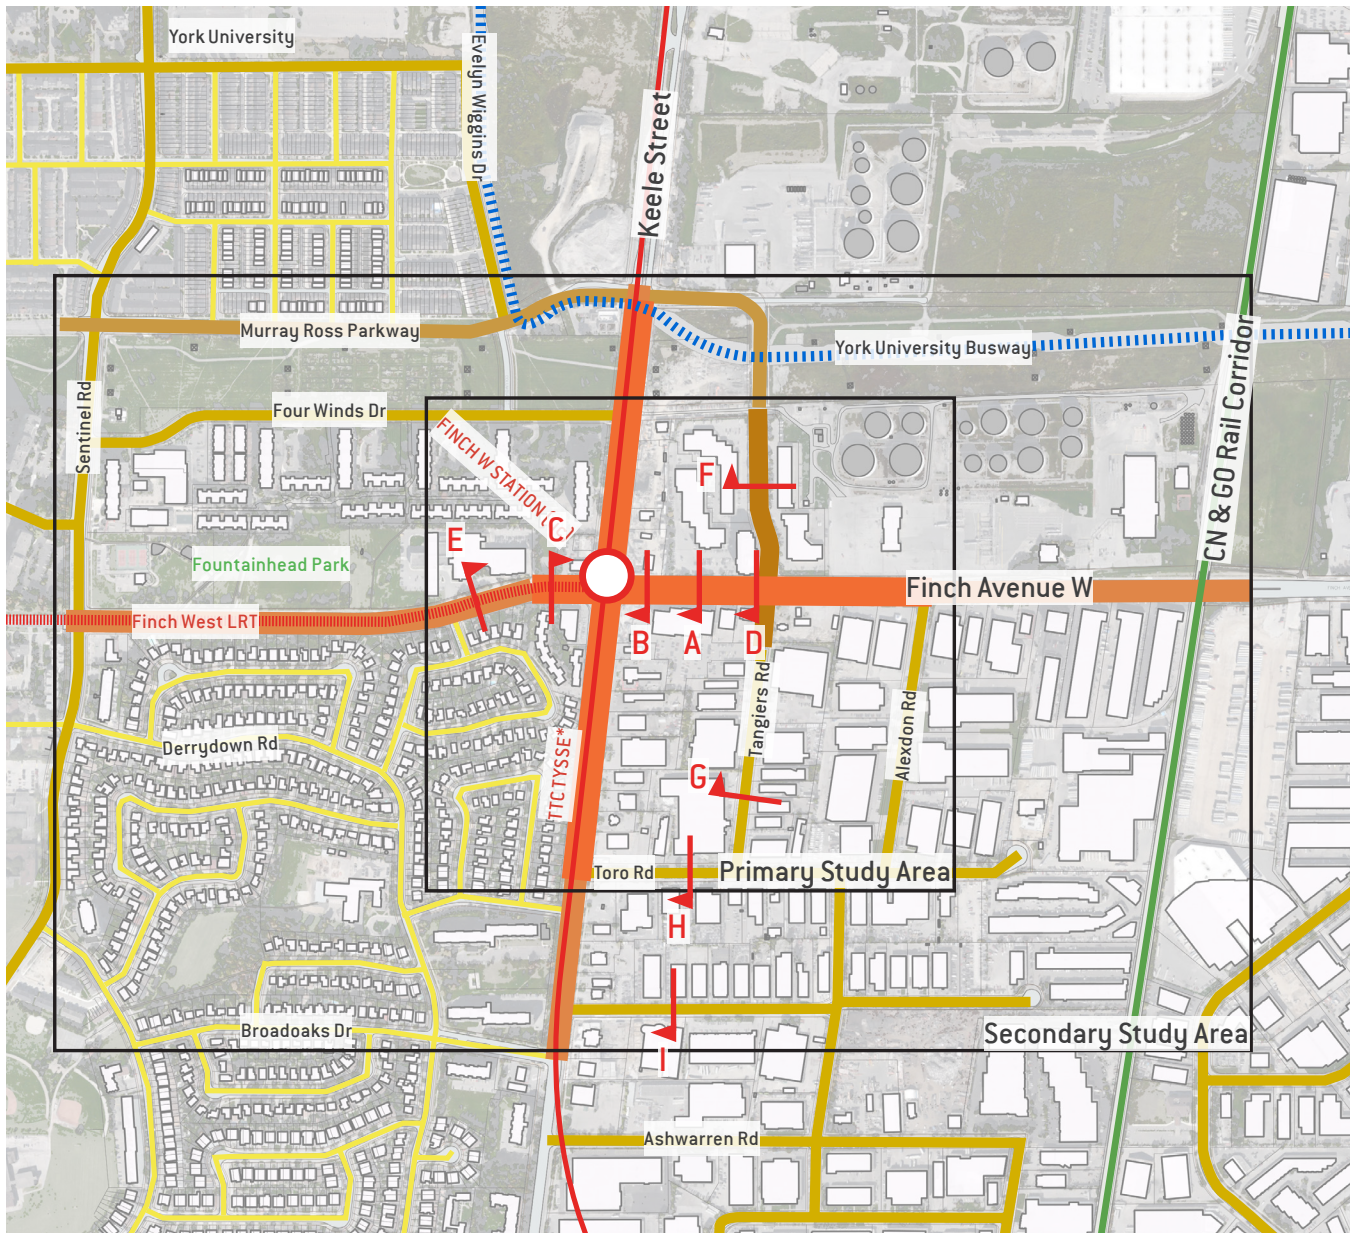 York University
Evelyn Wiggins Dr
Keele Street
Murray Ross Parkway
York University Busway
CN & GO Rail Corridor
Sentinel Rd
Four Winds Dr
FINCH W STATION
F
E
C
Fountainhead Park
Finch Avenue W
Finch West LRT
B
A
D
Tangiers Rd
Alexdon Rd
Derrydown Rd
TTC TYSSE*
G
Toro Rd
Primary Study Area
H
Broadoaks Dr
Secondary Study Area
I
Ashwarren Rd